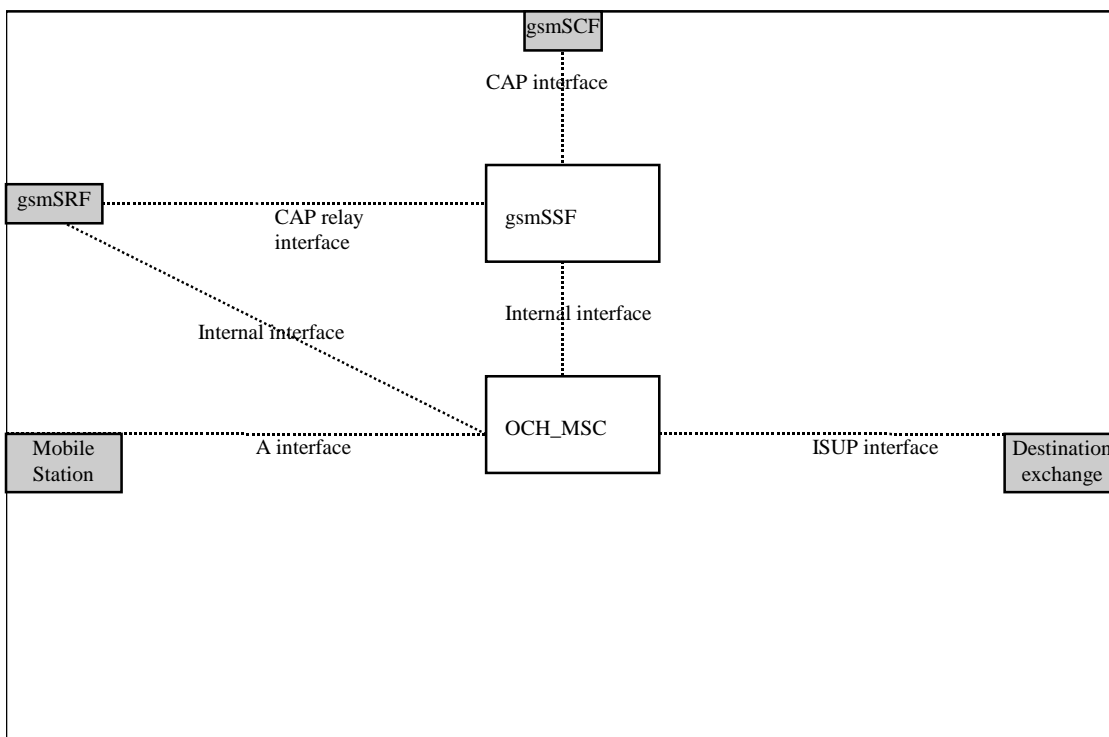 gsmSCF
CAP interface
gsmSRF
CAP relay
interface
gsmSSF
Internal interface
Internal interface
OCH_MSC
Mobile
Station
A interface
ISUP interface
Destination
exchange